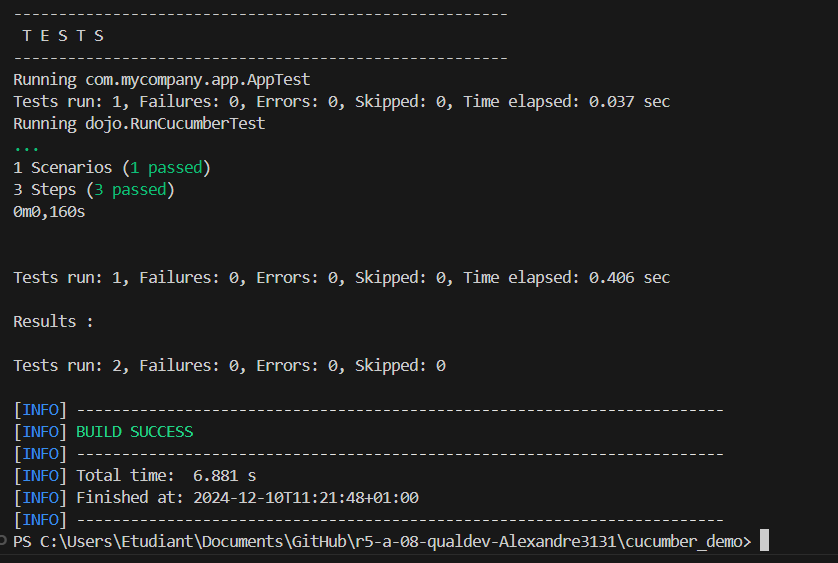 -------------------------------------------------------
T E S T S
-------------------------------------------------------
Running com.mycompany.app.AppTest
Tests run: 1, Failures: 0, Errors: 0, Skipped: 0, Time elapsed: 0.037 sec
Running dojo.RunCucumberTest
...
1 Scenarios (1 passed)
3 Steps (3 passed)
0m0,160s
Tests run: 1, Failures: 0, Errors: 0, Skipped: 0, Time elapsed: 0.406 sec
Results :
Tests run: 2, Failures: 0, Errors: 0, Skipped: 0
[INFO] ------------------------------------------------------------------------
[INFO] BUILD SUCCESS
[INFO] ------------------------------------------------------------------------
[INFO] Total time:  6.881 s
[INFO] Finished at: 2024-12-10T11:21:48+01:00
[INFO] ------------------------------------------------------------------------
PS C:\Users\Etudiant\Documents\GitHub\r5-a-08-qualdev-Alexandre3131\cucumber_demo>